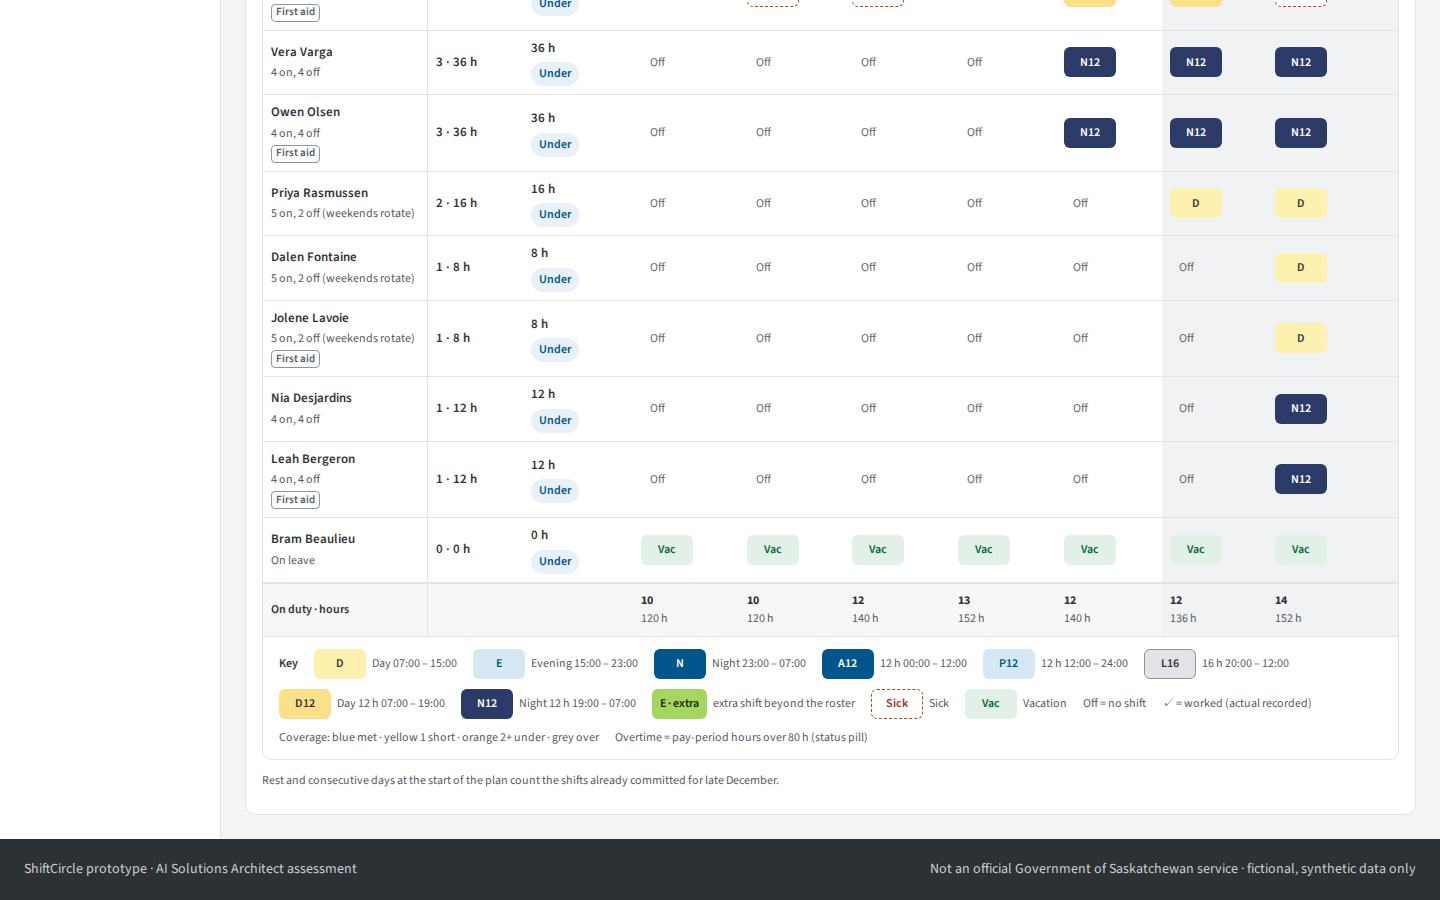 First aid
Under
Vera Varga
4 on, 4 off
3 · 36 h
36 h
Under
Off
Off
Off
Off
N12
N12
N12
Owen Olsen
4 on, 4 off
First aid
3 · 36 h
36 h
Under
Off
Off
Off
Off
N12
N12
N12
Priya Rasmussen
5 on, 2 off (weekends rotate)
2 · 16 h
16 h
Under
Off
Off
Off
Off
Off
D
D
Dalen Fontaine
5 on, 2 off (weekends rotate)
1 · 8 h
8 h
Under
Off
Off
Off
Off
Off
Off
D
Jolene Lavoie
5 on, 2 off (weekends rotate)
First aid
1 · 8 h
8 h
Under
Off
Off
Off
Off
Off
Off
D
Nia Desjardins
4 on, 4 off
1 · 12 h
12 h
Under
Off
Off
Off
Off
Off
Off
N12
Leah Bergeron
4 on, 4 off
First aid
1 · 12 h
12 h
Under
Off
Off
Off
Off
Off
Off
N12
Bram Beaulieu
On leave
0 · 0 h
0 h
Under
Vac
Vac
Vac
Vac
Vac
Vac
Vac
On duty · hours
10
120 h
10
120 h
12
140 h
13
152 h
12
140 h
12
136 h
14
152 h
Key D Day 07:00 – 15:00 E Evening 15:00 – 23:00 N Night 23:00 – 07:00 A12 12 h 00:00 – 12:00 P12 12 h 12:00 – 24:00 L16 16 h 20:00 – 12:00
D12 Day 12 h 07:00 – 19:00 N12 Night 12 h 19:00 – 07:00 E · extra extra shift beyond the roster Sick Sick Vac Vacation Off = no shift ✓ = worked (actual recorded)
Coverage: blue met · yellow 1 short · orange 2+ under · grey over Overtime = pay-period hours over 80 h (status pill)
Rest and consecutive days at the start of the plan count the shifts already committed for late December.
ShiftCircle prototype · AI Solutions Architect assessment
Not an official Government of Saskatchewan service · fictional, synthetic data only